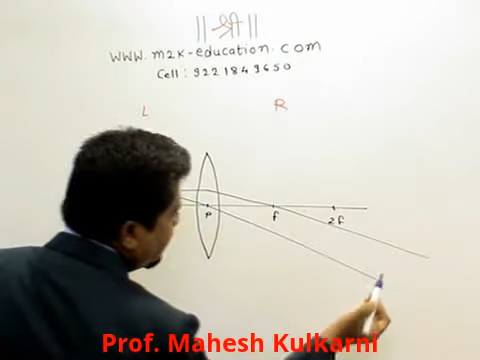 ||श्री||
www.m2k-education.com
Cell : 9221849650
L R
P f 2f
Prof. Mahesh Kulkarni